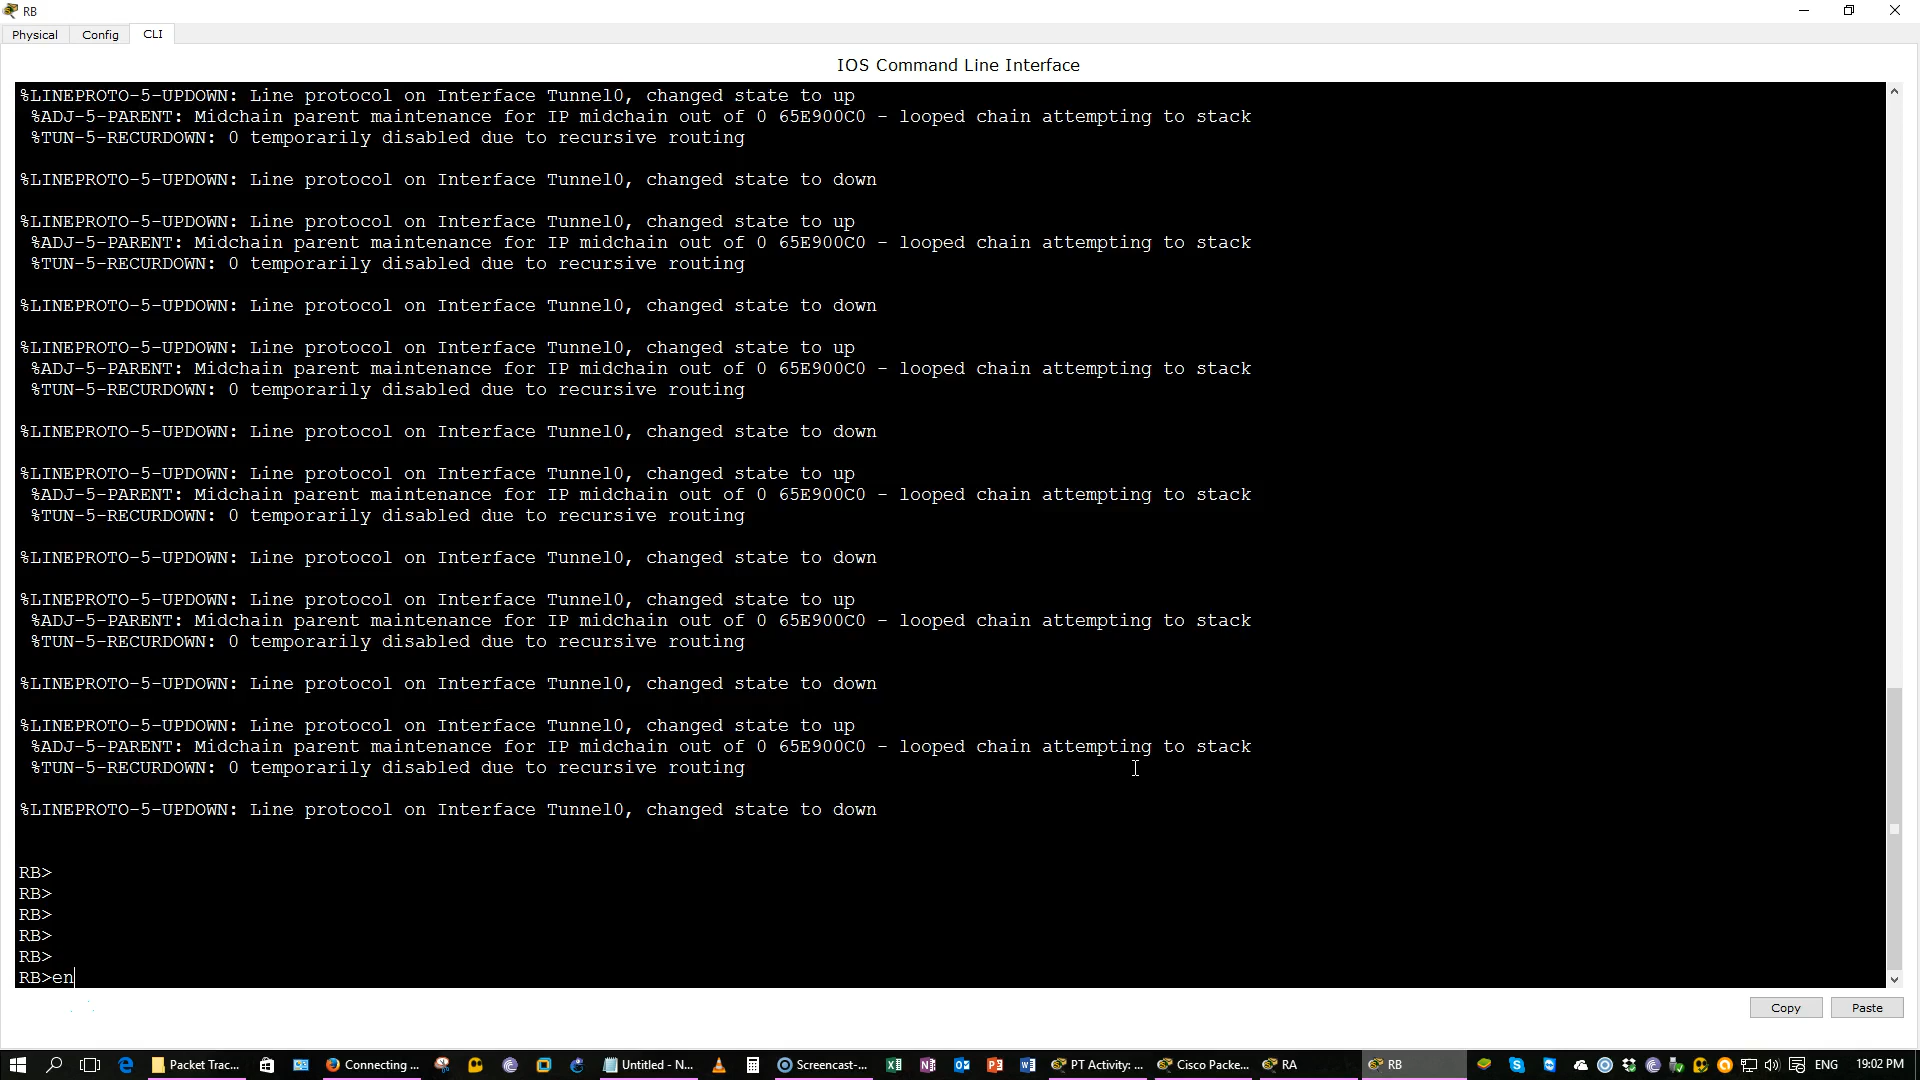 RB
Physical Config CLI
IOS Command Line Interface
%LINEPROTO-5-UPDOWN: Line protocol on Interface Tunnel0, changed state to up
%ADJ-5-PARENT: Midchain parent maintenance for IP midchain out of 0 65E900C0 - looped chain attempting to stack
%TUN-5-RECURDOWN: 0 temporarily disabled due to recursive routing
%LINEPROTO-5-UPDOWN: Line protocol on Interface Tunnel0, changed state to down
%LINEPROTO-5-UPDOWN: Line protocol on Interface Tunnel0, changed state to up
%ADJ-5-PARENT: Midchain parent maintenance for IP midchain out of 0 65E900C0 - looped chain attempting to stack
%TUN-5-RECURDOWN: 0 temporarily disabled due to recursive routing
%LINEPROTO-5-UPDOWN: Line protocol on Interface Tunnel0, changed state to down
%LINEPROTO-5-UPDOWN: Line protocol on Interface Tunnel0, changed state to up
%ADJ-5-PARENT: Midchain parent maintenance for IP midchain out of 0 65E900C0 - looped chain attempting to stack
%TUN-5-RECURDOWN: 0 temporarily disabled due to recursive routing
%LINEPROTO-5-UPDOWN: Line protocol on Interface Tunnel0, changed state to down
%LINEPROTO-5-UPDOWN: Line protocol on Interface Tunnel0, changed state to up
%ADJ-5-PARENT: Midchain parent maintenance for IP midchain out of 0 65E900C0 - looped chain attempting to stack
%TUN-5-RECURDOWN: 0 temporarily disabled due to recursive routing
%LINEPROTO-5-UPDOWN: Line protocol on Interface Tunnel0, changed state to down
%LINEPROTO-5-UPDOWN: Line protocol on Interface Tunnel0, changed state to up
%ADJ-5-PARENT: Midchain parent maintenance for IP midchain out of 0 65E900C0 - looped chain attempting to stack
%TUN-5-RECURDOWN: 0 temporarily disabled due to recursive routing
%LINEPROTO-5-UPDOWN: Line protocol on Interface Tunnel0, changed state to down
%LINEPROTO-5-UPDOWN: Line protocol on Interface Tunnel0, changed state to up
%ADJ-5-PARENT: Midchain parent maintenance for IP midchain out of 0 65E900C0 - looped chain attempting to stack
%TUN-5-RECURDOWN: 0 temporarily disabled due to recursive routing
%LINEPROTO-5-UPDOWN: Line protocol on Interface Tunnel0, changed state to down
RB>
RB>
RB>
RB>
RB>
RB>en
Copy Paste
Packet Trac... Connecting ... Untitled - N... Screencast-... PT Activity: ... Cisco Packe... RA RB ENG 19:02 PM